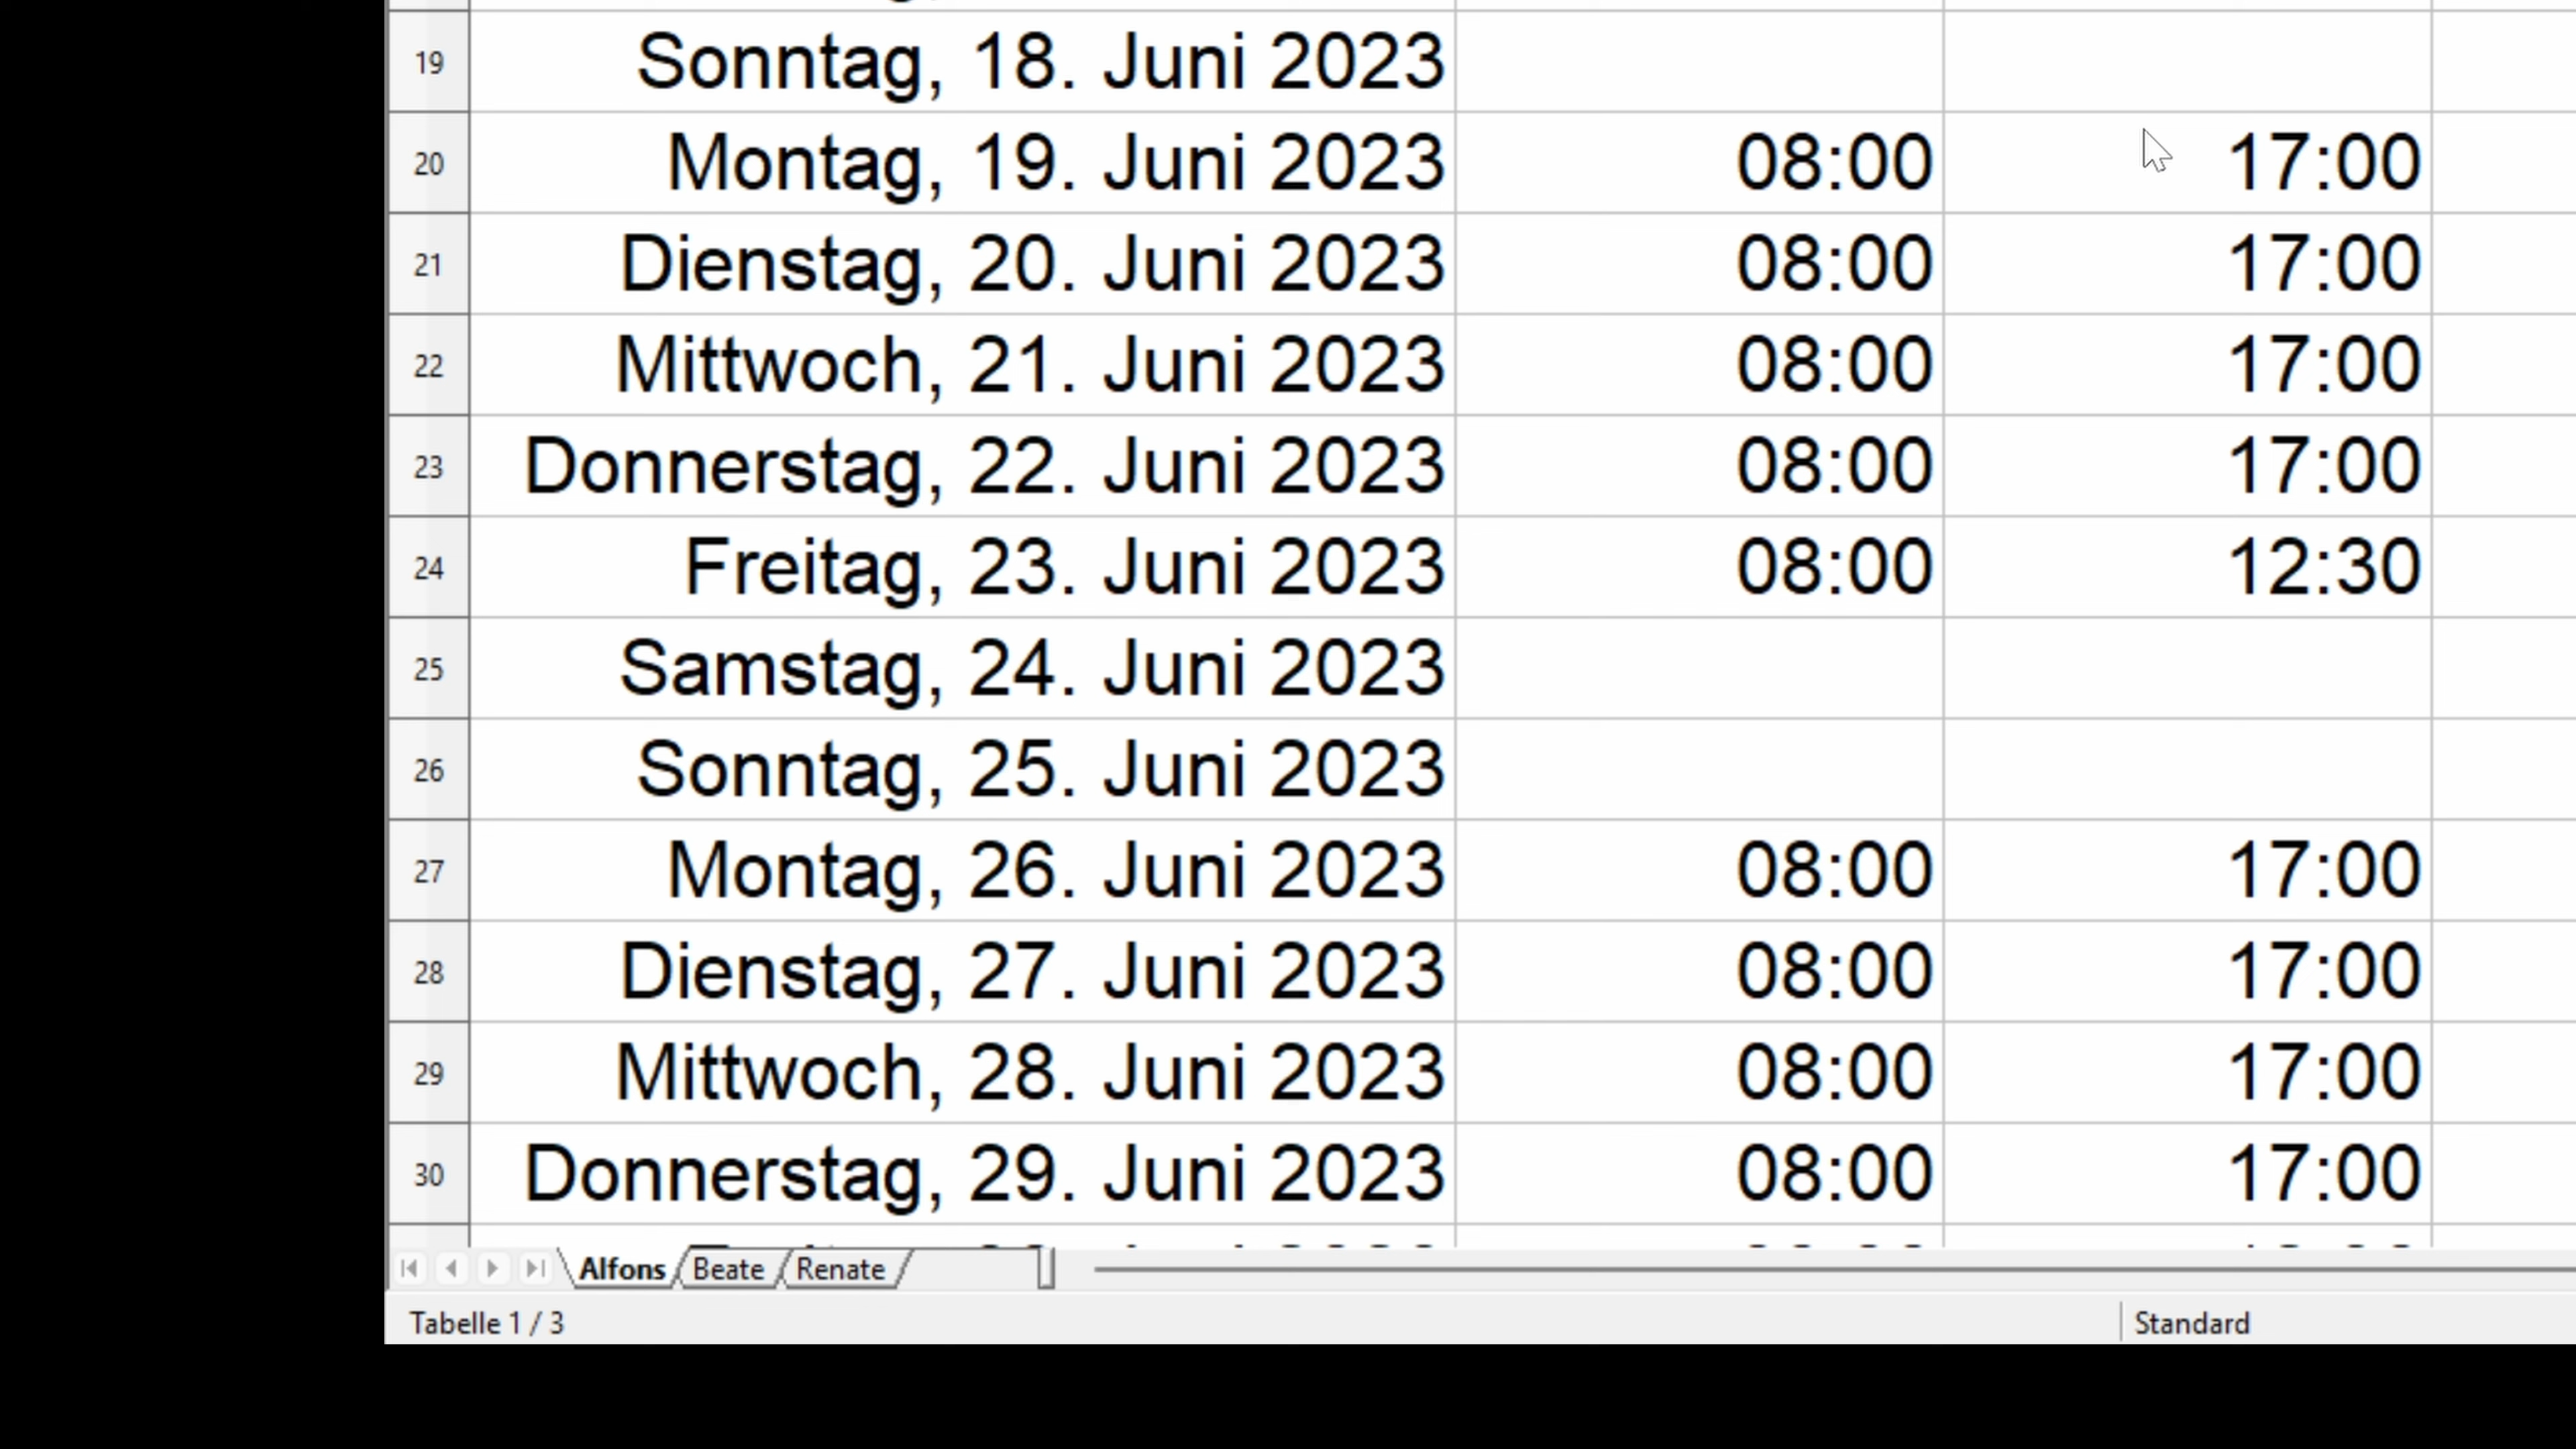 19 Sonntag, 18. Juni 2023
20 Montag, 19. Juni 2023 08:00 17:00
21 Dienstag, 20. Juni 2023 08:00 17:00
22 Mittwoch, 21. Juni 2023 08:00 17:00
23 Donnerstag, 22. Juni 2023 08:00 17:00
24 Freitag, 23. Juni 2023 08:00 12:30
25 Samstag, 24. Juni 2023
26 Sonntag, 25. Juni 2023
27 Montag, 26. Juni 2023 08:00 17:00
28 Dienstag, 27. Juni 2023 08:00 17:00
29 Mittwoch, 28. Juni 2023 08:00 17:00
30 Donnerstag, 29. Juni 2023 08:00 17:00
Alfons Beate Renate
Tabelle 1 / 3 Standard